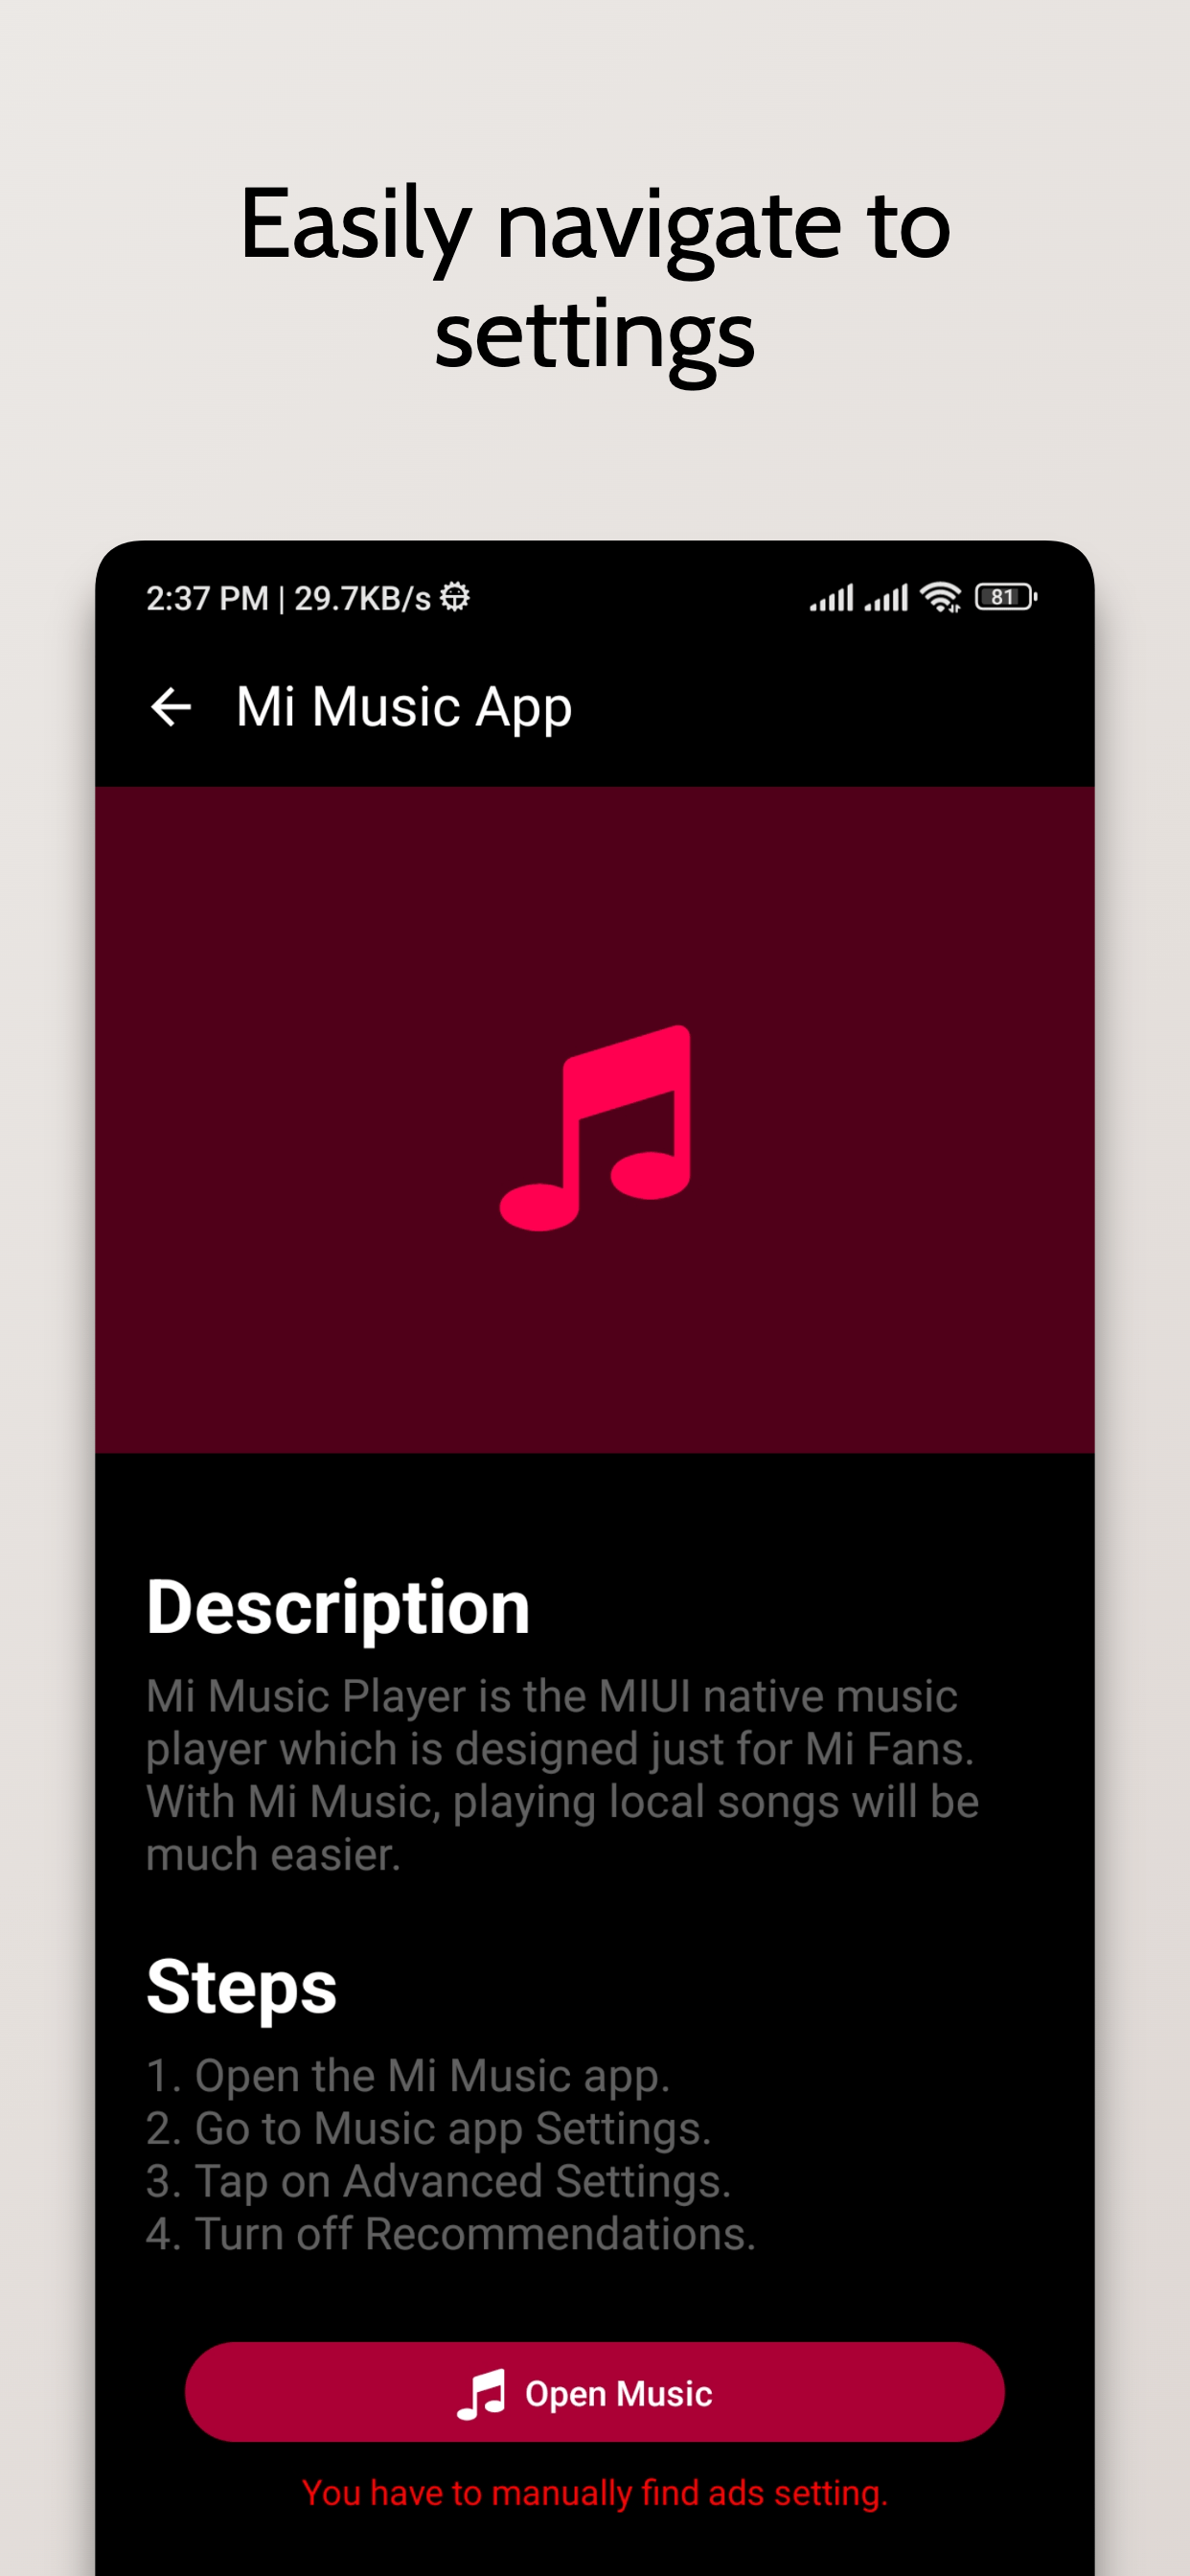 Easily navigate to
settings
2:37 PM | 29.7KB/s
81
Mi Music App
Description
Mi Music Player is the MIUI native music
player which is designed just for Mi Fans.
With Mi Music, playing local songs will be
much easier.
Steps
1. Open the Mi Music app.
2. Go to Music app Settings.
3. Tap on Advanced Settings.
4. Turn off Recommendations.
Open Music
You have to manually find ads setting.